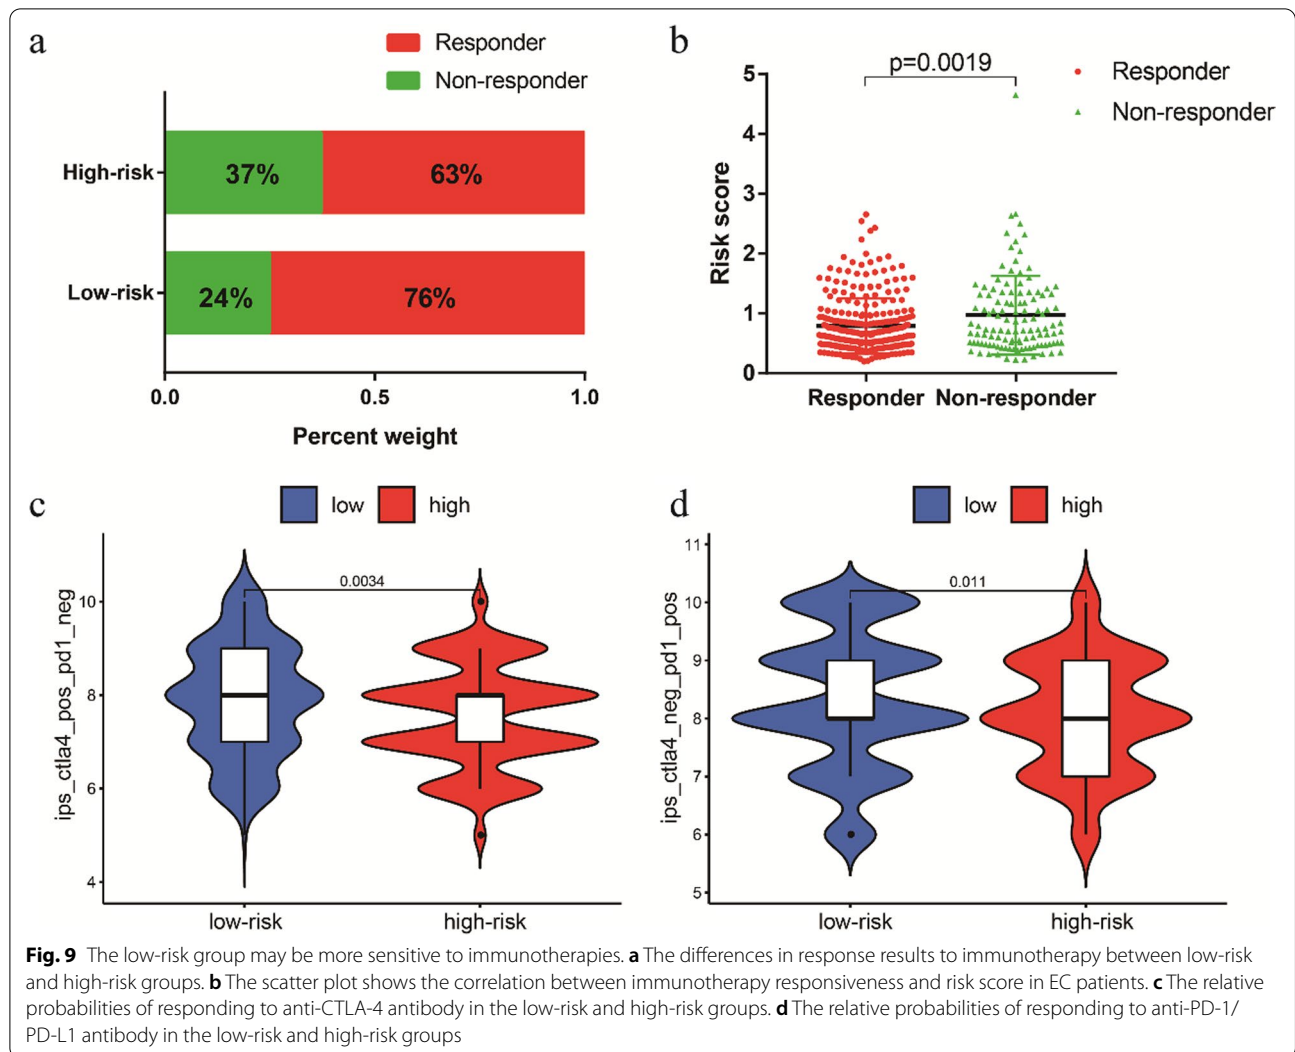 a
Responder
Non-responder
High-risk
37%
63%
Low-risk
24%
76%
0.0
0.5
1.0
Percent weight
b
p=0.0019
Responder
Non-responder
Risk score
5
4
3
2
1
0
Responder
Non-responder
c
low
high
ips_ctla4_pos_pd1_neg
0.0034
10
8
6
4
low-risk
high-risk
d
low
high
ips_ctla4_neg_pd1_pos
0.011
11
10
9
8
7
6
5
low-risk
high-risk
Fig. 9 The low-risk group may be more sensitive to immunotherapies. a The differences in response results to immunotherapy between low-risk
and high-risk groups. b The scatter plot shows the correlation between immunotherapy responsiveness and risk score in EC patients. c The relative
probabilities of responding to anti-CTLA-4 antibody in the low-risk and high-risk groups. d The relative probabilities of responding to anti-PD-1/
PD-L1 antibody in the low-risk and high-risk groups